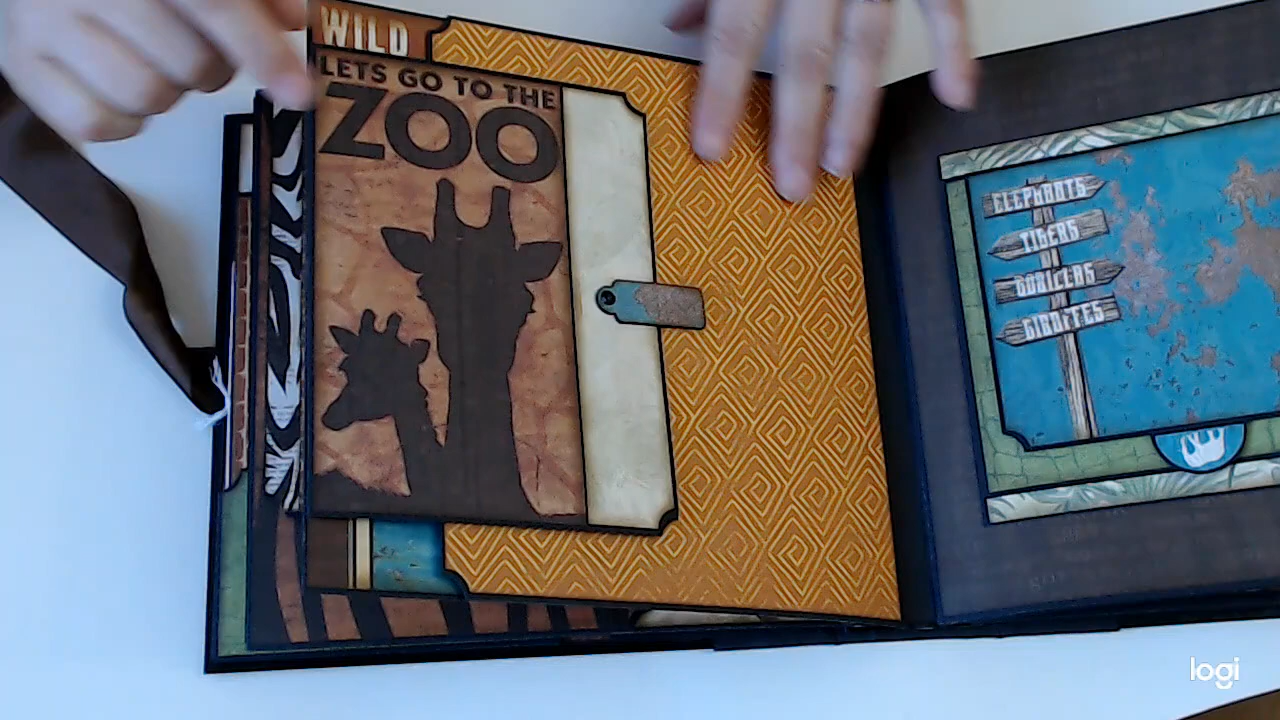 WILD
LETS GO TO THE
ZOO
ELEPHANTS
TIGERS
GORILLAS
GIRAFFES
logi